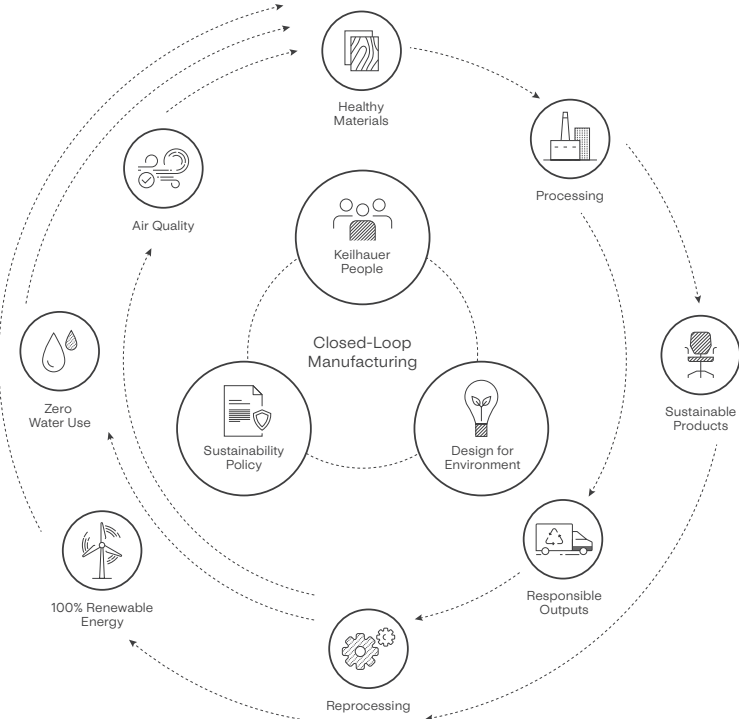 Healthy
Materials
Processing
Air Quality
Keilhauer
People
Closed-Loop
Manufacturing
Zero
Water Use
Sustainable
Products
Sustainability
Policy
Design for
Environment
100% Renewable
Energy
Responsible
Outputs
Reprocessing